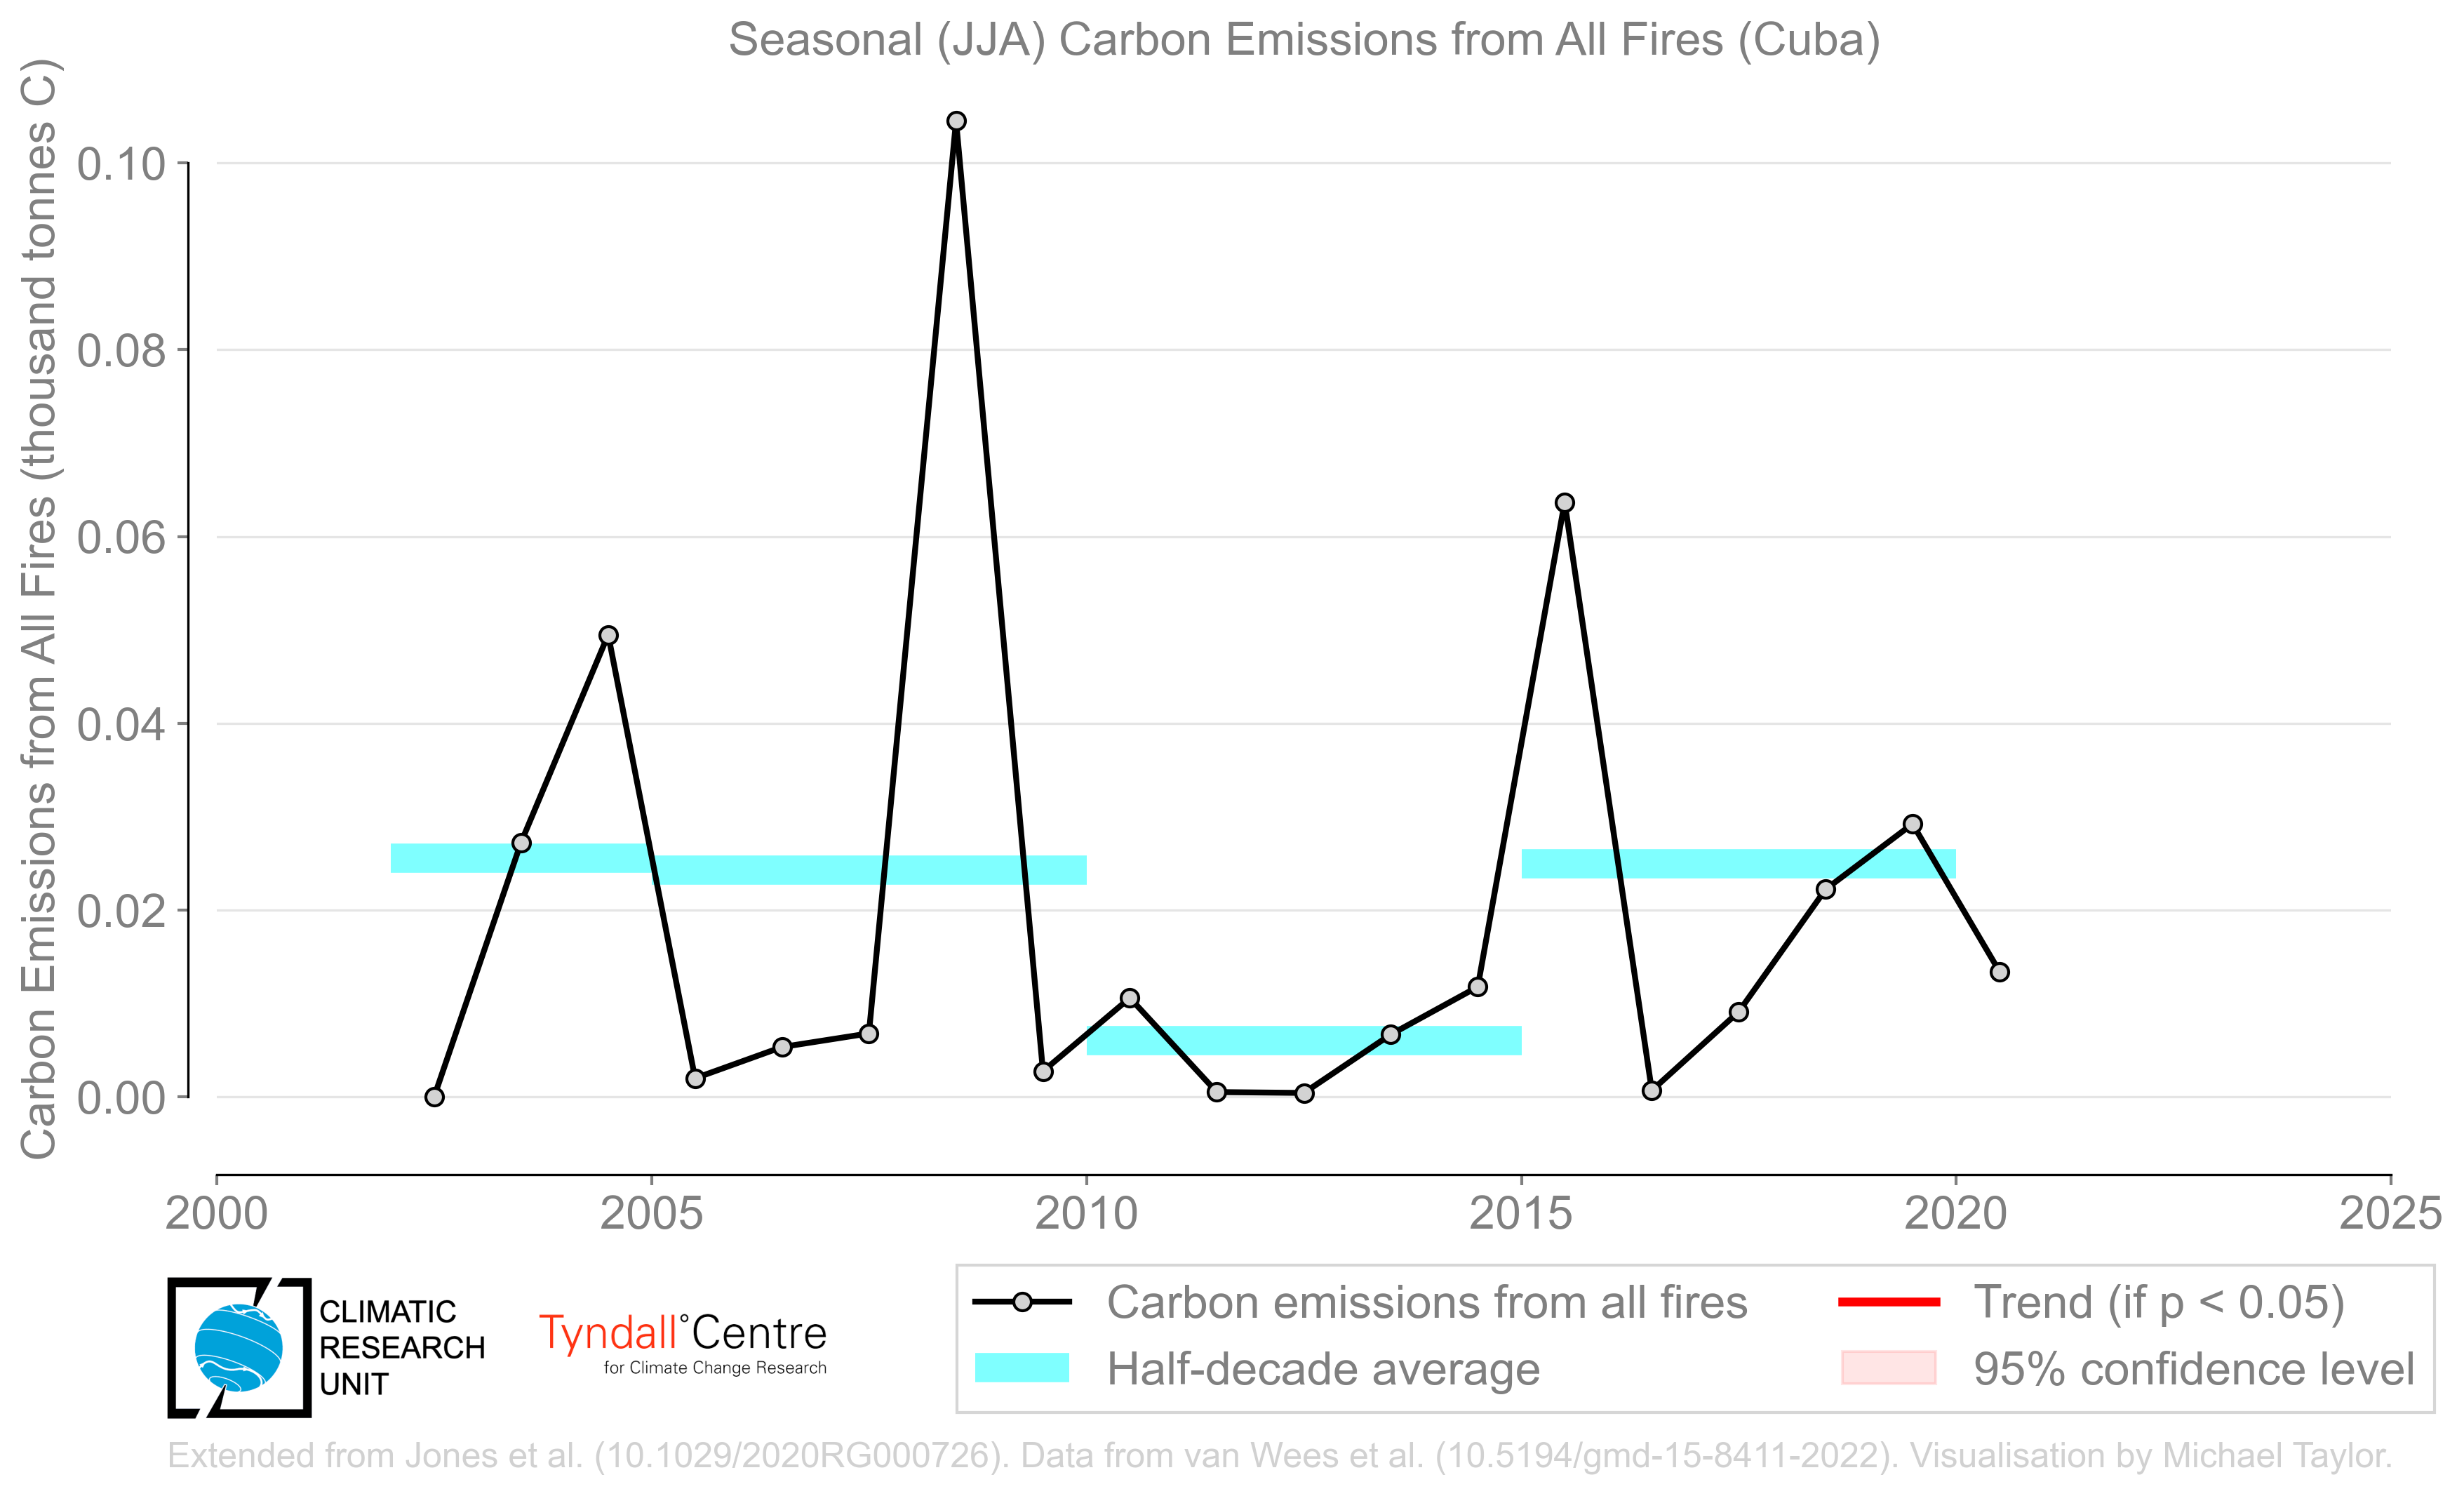 Seasonal (JJA) Carbon Emissions from All Fires (Cuba)
Carbon Emissions from All Fires (thousand tonnes C)
0.10
0.08
0.06
0.04
0.02
0.00
2000 2005 2010 2015 2020 2025
CLIMATIC
RESEARCH
UNIT
Tyndall°Centre
for Climate Change Research
Carbon emissions from all fires
Half-decade average
Trend (if p < 0.05)
95% confidence level
Extended from Jones et al. (10.1029/2020RG000726). Data from van Wees et al. (10.5194/gmd-15-8411-2022). Visualisation by Michael Taylor.